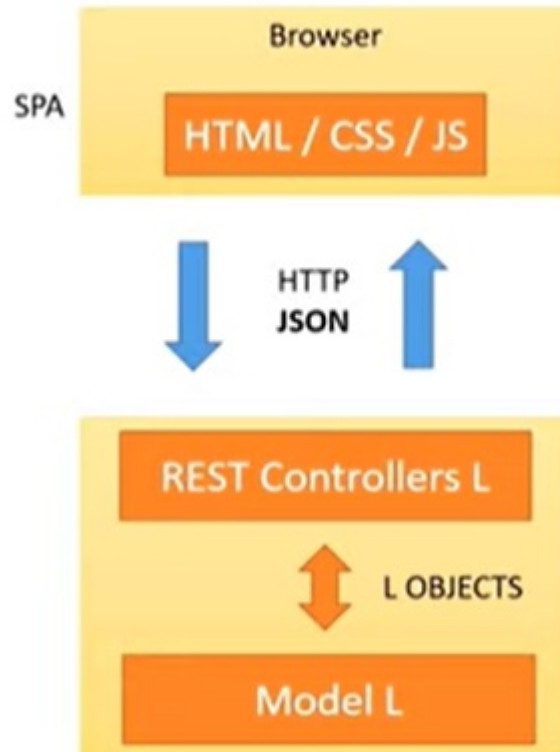 Browser
SPA
HTML / CSS / JS
HTTP
JSON
REST Controllers L
L OBJECTS
Model L